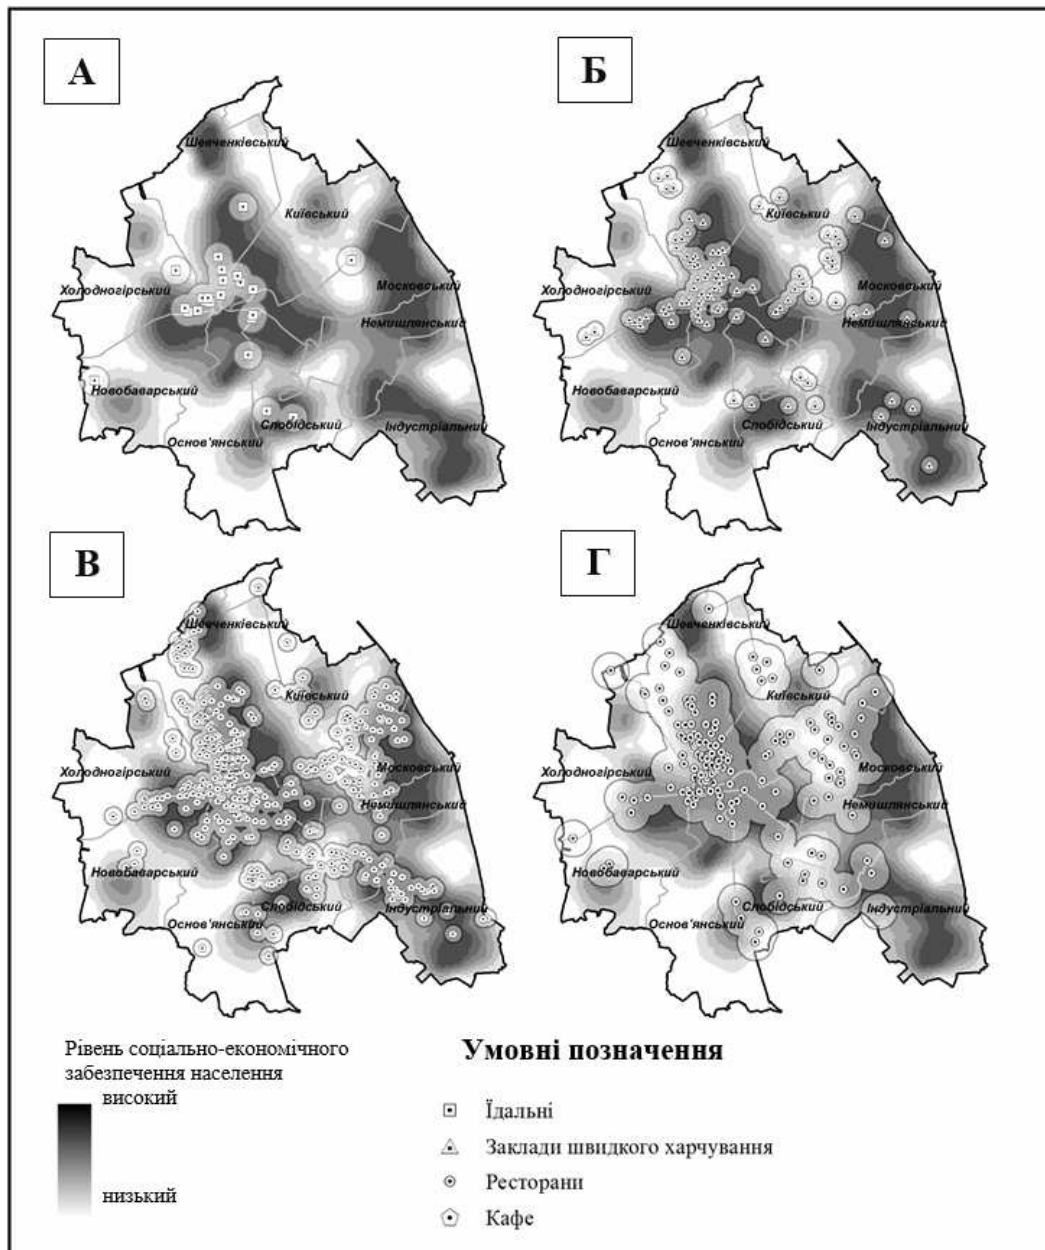 А
Б
Шевченківський
Київський
Холодногірський
Московський
Немишлянськис
Новобаварський
Слобідський
Індустріальний
Основ'янський
Шевченківський
Київський
Холодногірський
Московський
Немишлянський
Новобаварський
Слобідський
Індустріальний
Основ'янський
В
Г
Шевченківський
Київський
Холодногірський
Московський
Немишлянський
Новобаварський
Слобідський
Індустріальний
Основ'янський
Шевченківський
Київський
Холодногірський
Московський
Немишлянський
Новобаварський
Слобідський
Індустріальний
Основ'янський
Рівень соціально-економічного
забезпечення населення
високий
низький
Умовні позначення
Їдальні
Заклади швидкого харчування
Ресторани
Кафе